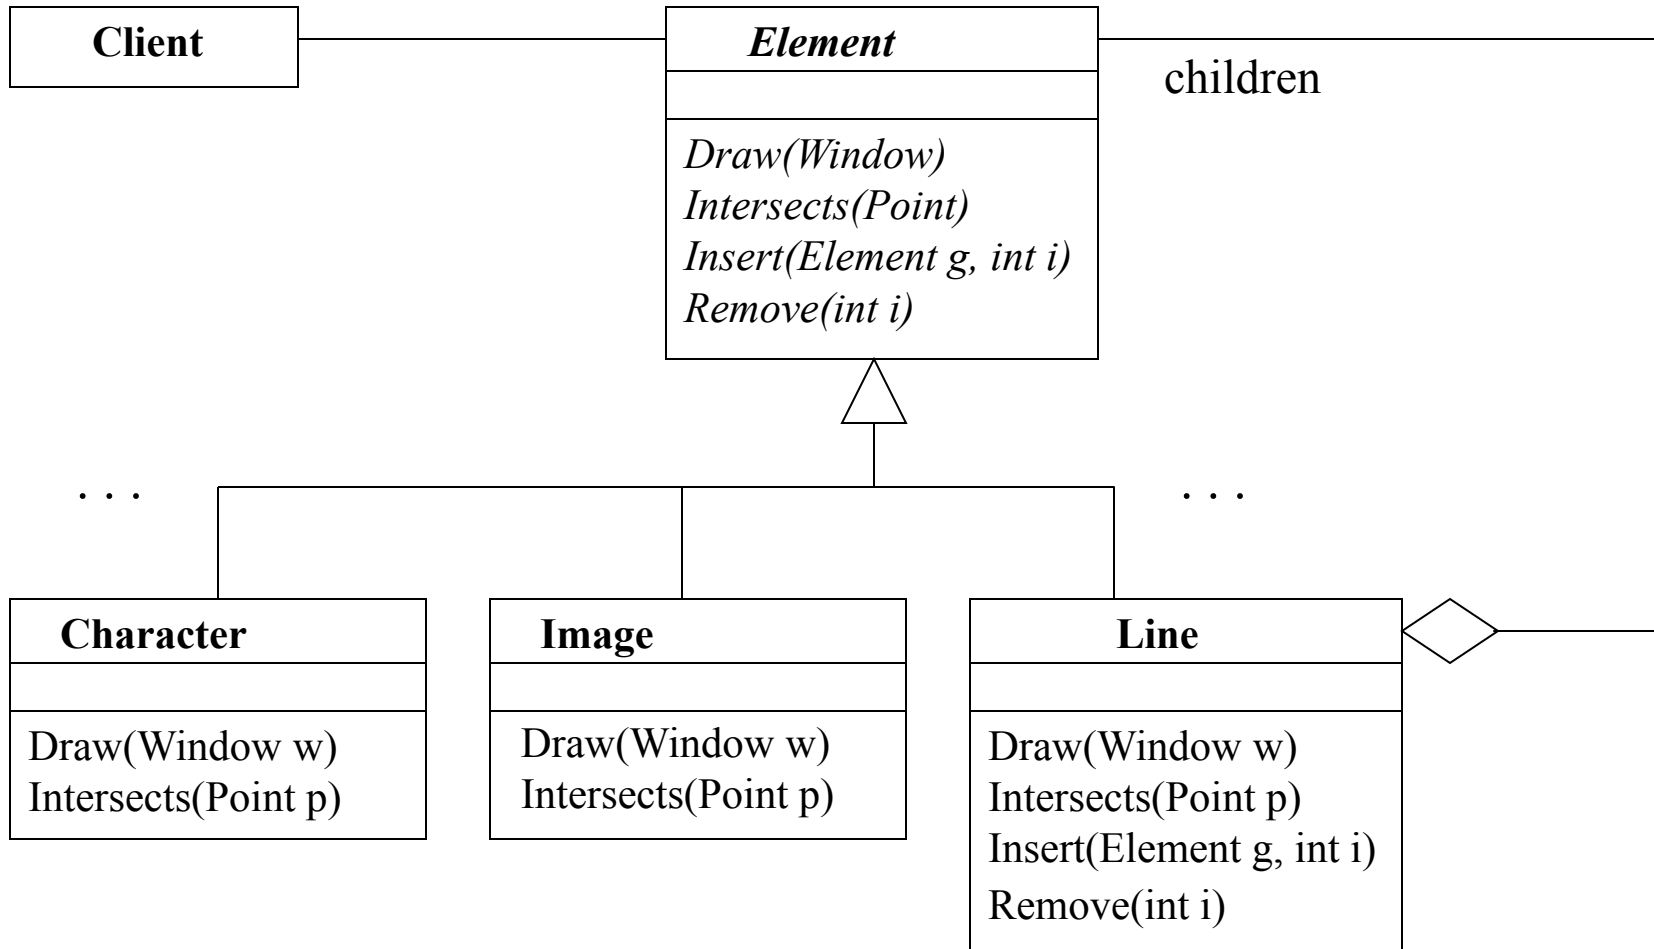 Client
Element
children
Draw(Window)
Intersects(Point)
Insert(Element g, int i)
Remove(int i)
. . .
. . .
Character
Draw(Window w)
Intersects(Point p)
Image
Draw(Window w)
Intersects(Point p)
Line
Draw(Window w)
Intersects(Point p)
Insert(Element g, int i)
Remove(int i)